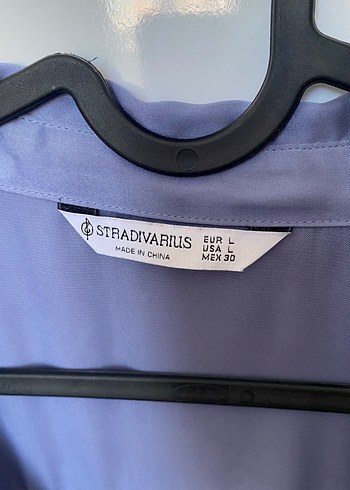 STRADIVARIUS
MADE IN CHINA
EUR L
USA L
MEX 30